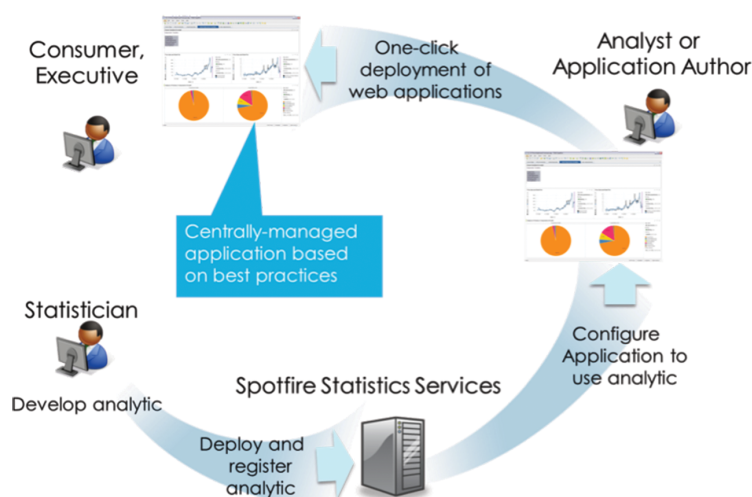 Consumer,
Executive
One-click
deployment of
web applications
Analyst or
Application Author
Centrally-managed
application based
on best practices
Statistician
Develop analytic
Spotfire Statistics Services
Deploy and
register
analytic
Configure
Application to
use analytic